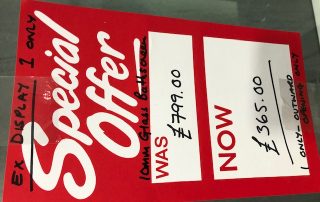 EX DISPLAY 1 ONLY
Special
Offer
10mm Glass Bathscreen
WAS
£799.00
NOW
£365.00
1 ONLY - OUTWARD
OPENING ONLY